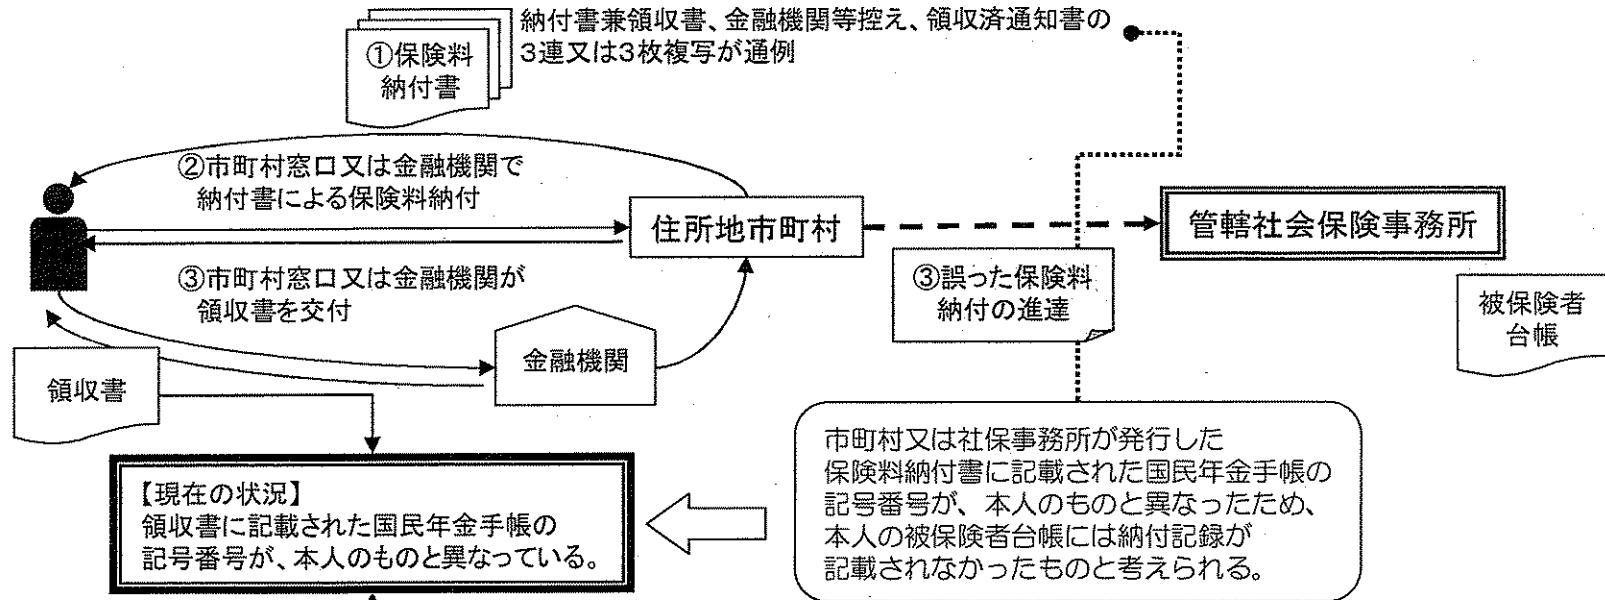 納付書兼領収書、金融機関等控え、領収済通知書の
3連又は3枚複写が通例
①保険料
納付書
②市町村窓口又は金融機関で
納付書による保険料納付
住所地市町村
管轄社会保険事務所
③市町村窓口又は金融機関が
領収書を交付
③誤った保険料
納付の進達
被保険者
台帳
金融機関
領収書
市町村又は社保事務所が発行した
保険料納付書に記載された国民年金手帳の
記号番号が、本人のものと異なったため、
本人の被保険者台帳には納付記録が
記載されなかったものと考えられる。
【現在の状況】
領収書に記載された国民年金手帳の
記号番号が、本人のものと異なっている。